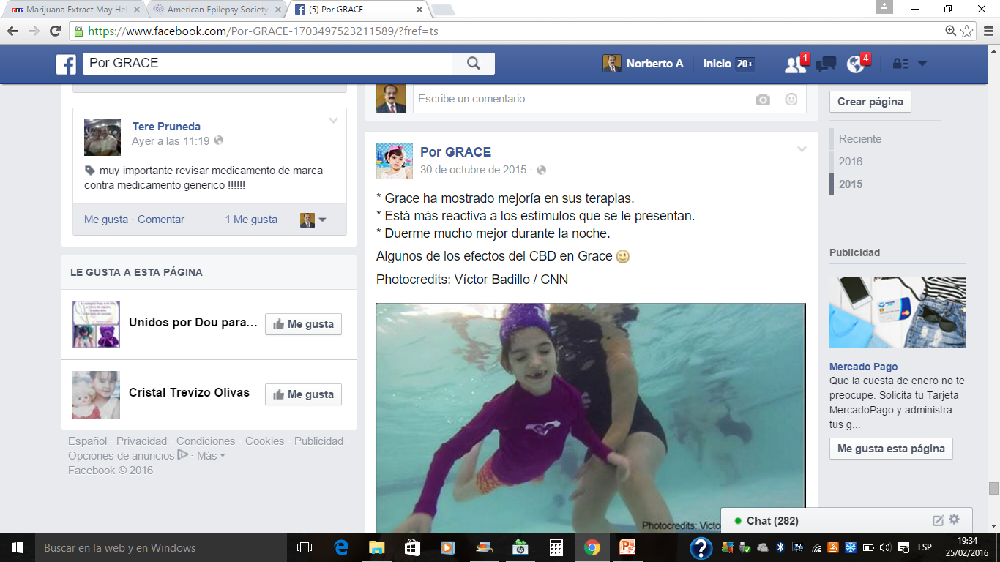 Marijuana Extract May Hel
American Epilepsy Society
(5) Por GRACE
https://www.facebook.com/Por-GRACE-1703497523211589/?fref=ts
Por GRACE
Norberto A
Inicio 20+
1
4
Escribe un comentario...
Crear página
Tere Pruneda
Ayer a las 11:19
muy importante revisar medicamento de marca
contra medicamento generico !!!!!!
Me gusta · Comentar
1 Me gusta
LE GUSTA A ESTA PÁGINA
Unidos por Dou para...
Me gusta
Cristal Trevizo Olivas
Me gusta
Español · Privacidad · Condiciones · Cookies · Publicidad ·
Opciones de anuncios · Más
Facebook © 2016
Por GRACE
30 de octubre de 2015 ·
* Grace ha mostrado mejoría en sus terapias.
* Está más reactiva a los estímulos que se le presentan.
* Duerme mucho mejor durante la noche.
Algunos de los efectos del CBD en Grace
Photocredits: Víctor Badillo / CNN
Photocredits: Victo
Reciente
2016
2015
Publicidad
Mercado Pago
Que la cuesta de enero no te
preocupe. Solicita tu Tarjeta
MercadoPago y administra
tus g...
Me gusta esta página
Chat (282)
Buscar en la web y en Windows
ESP
19:34
25/02/2016